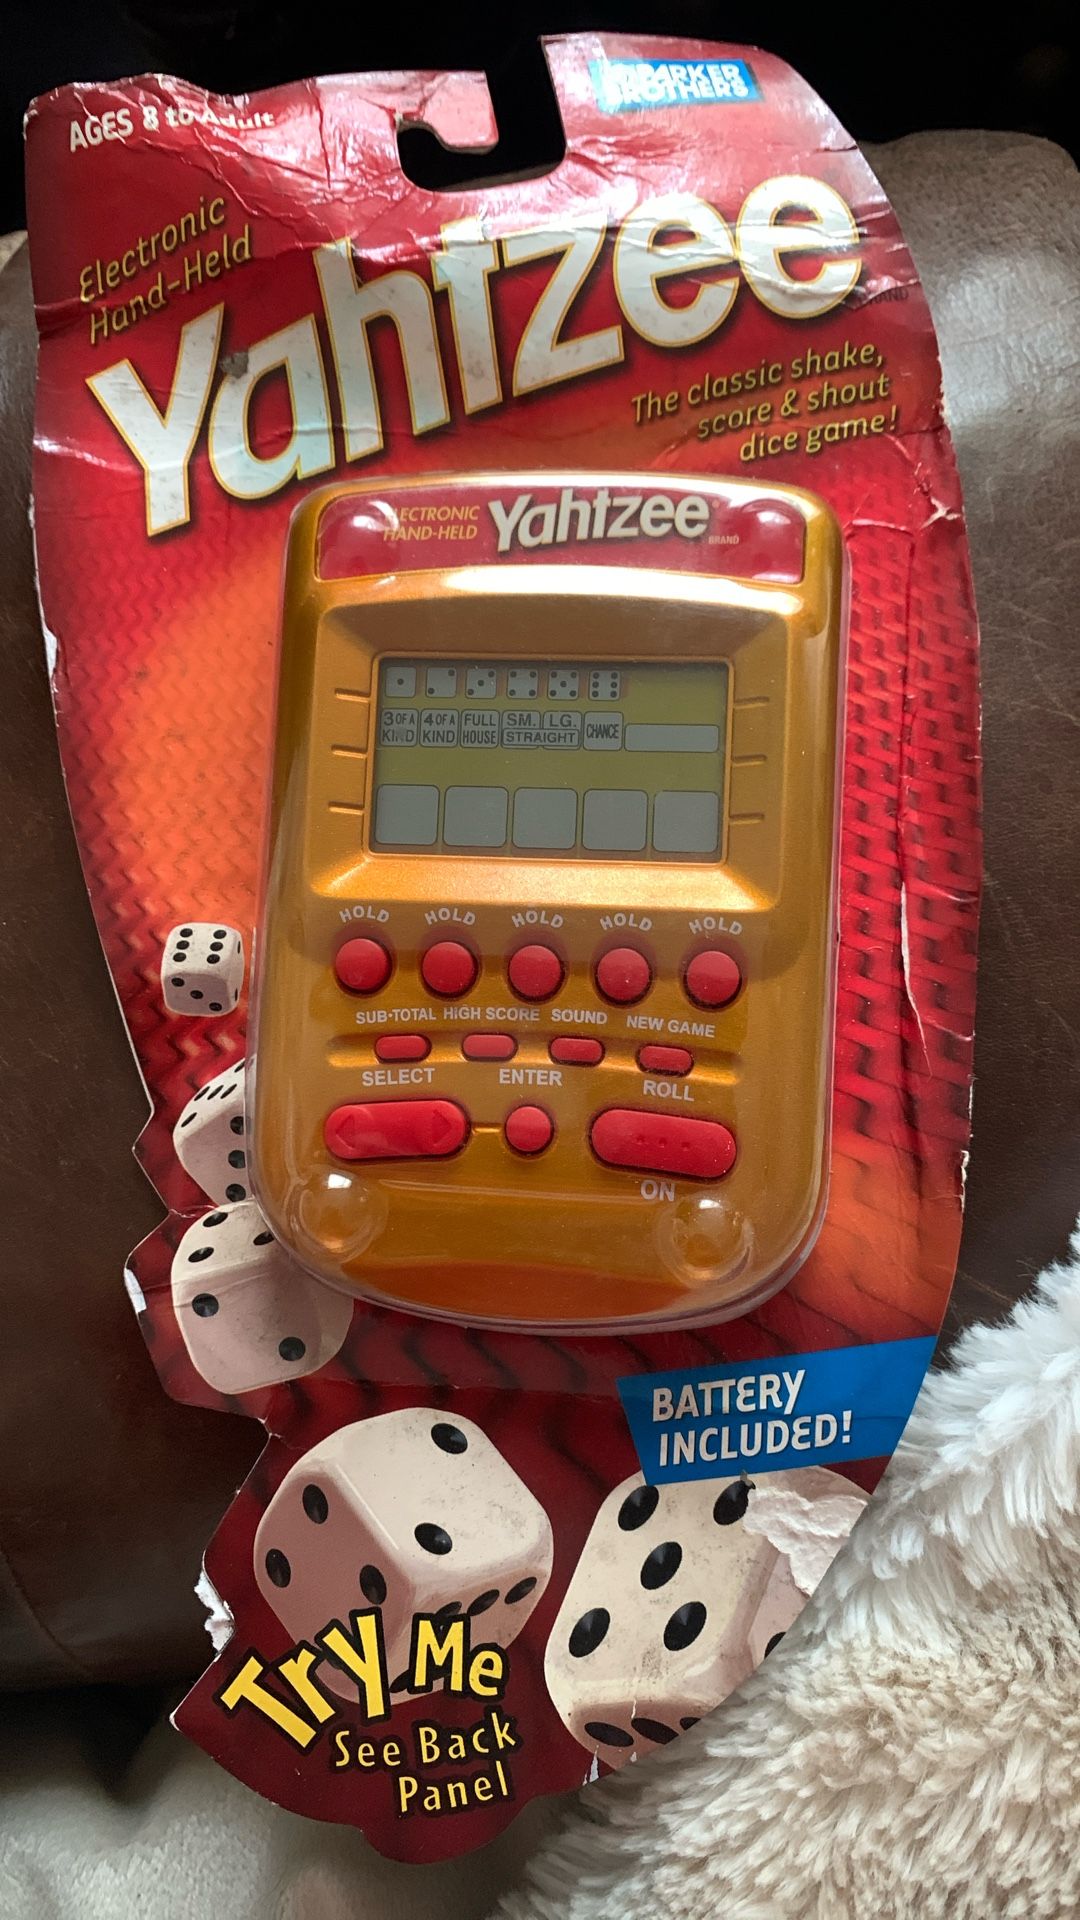 PARKER
BROTHERS
AGES 8 to Adult
Electronic
Hand-Held
Yahtzee
BRAND
The classic shake,
score & shout
dice game!
ELECTRONIC
HAND-HELD
Yahtzee
BRAND
3 OF A KIND 4 OF A KIND FULL HOUSE SM. LG. STRAIGHT CHANCE
HOLD HOLD HOLD HOLD HOLD
SUB•TOTAL HIGH SCORE SOUND NEW GAME
SELECT ENTER ROLL
ON
BATTERY
INCLUDED!
Try Me
See Back
Panel